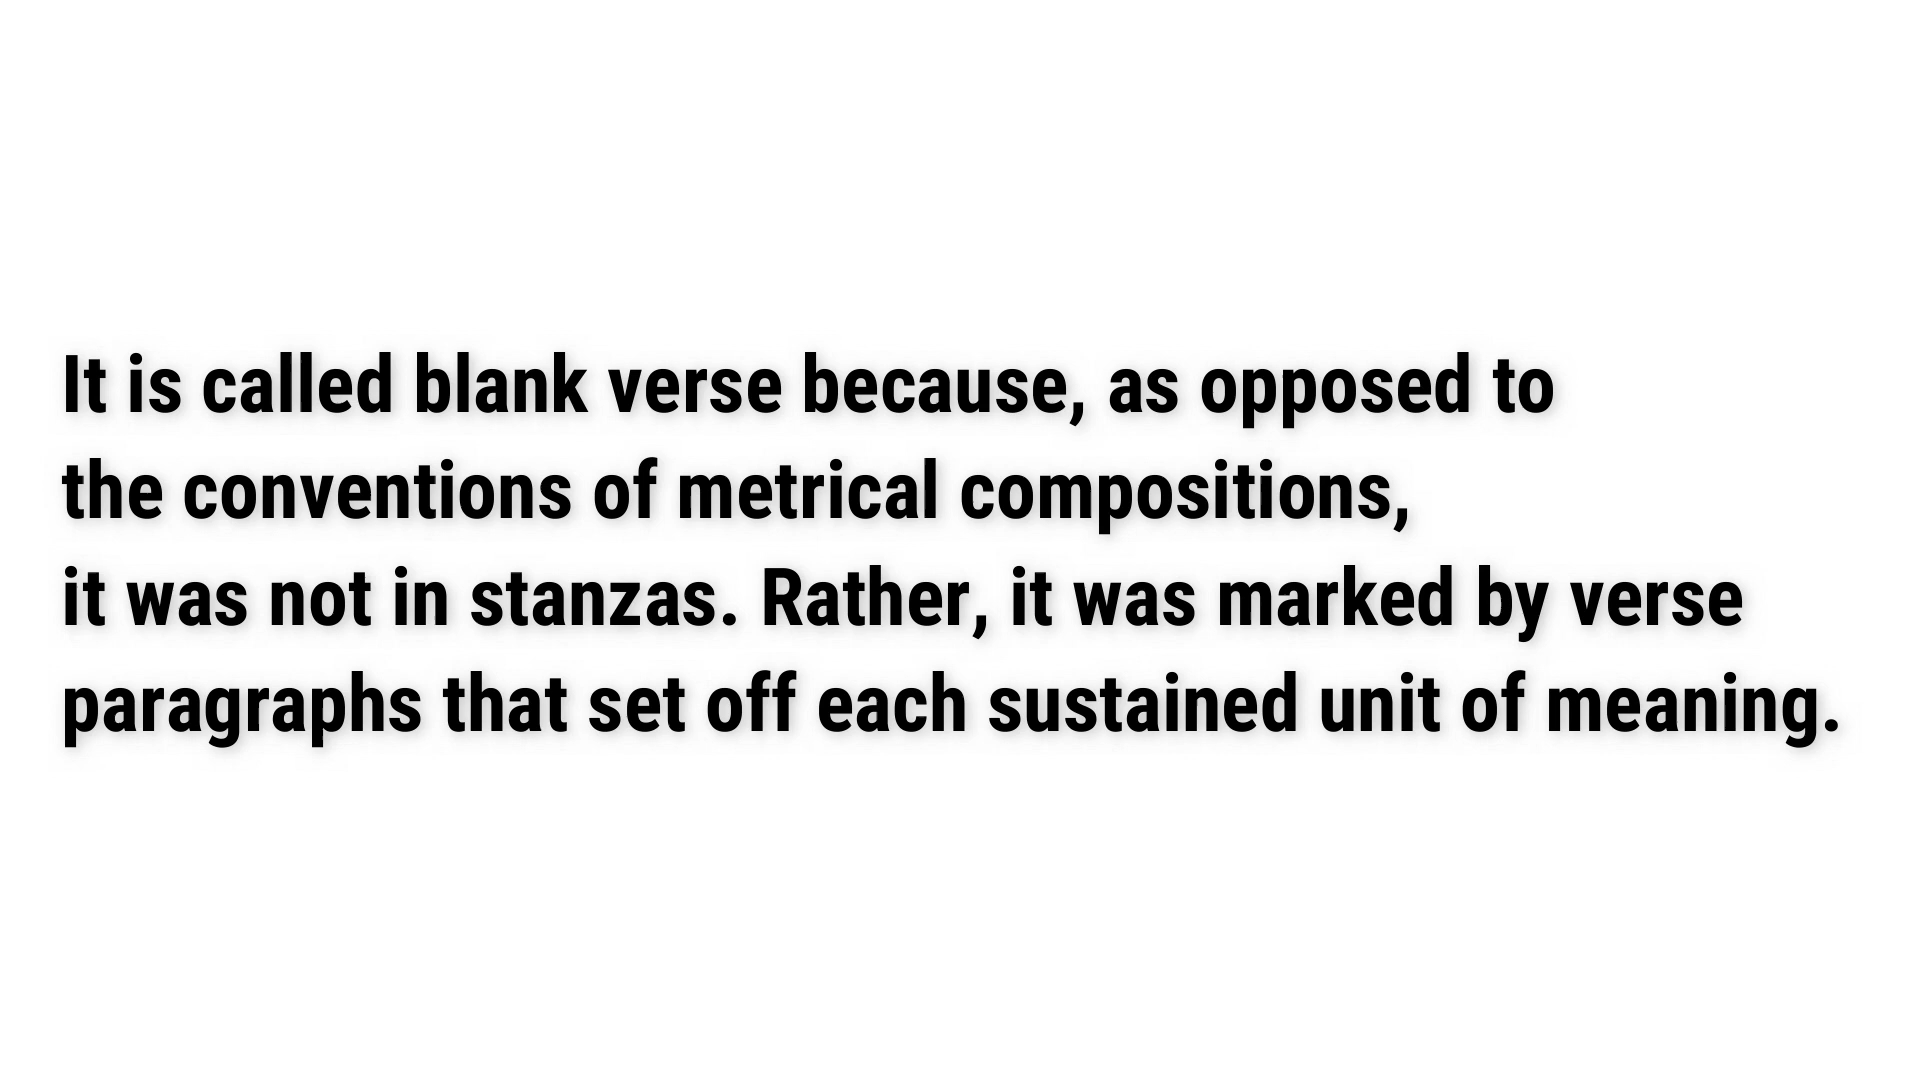 It is called blank verse because, as opposed to
the conventions of metrical compositions,
it was not in stanzas. Rather, it was marked by verse
paragraphs that set off each sustained unit of meaning.